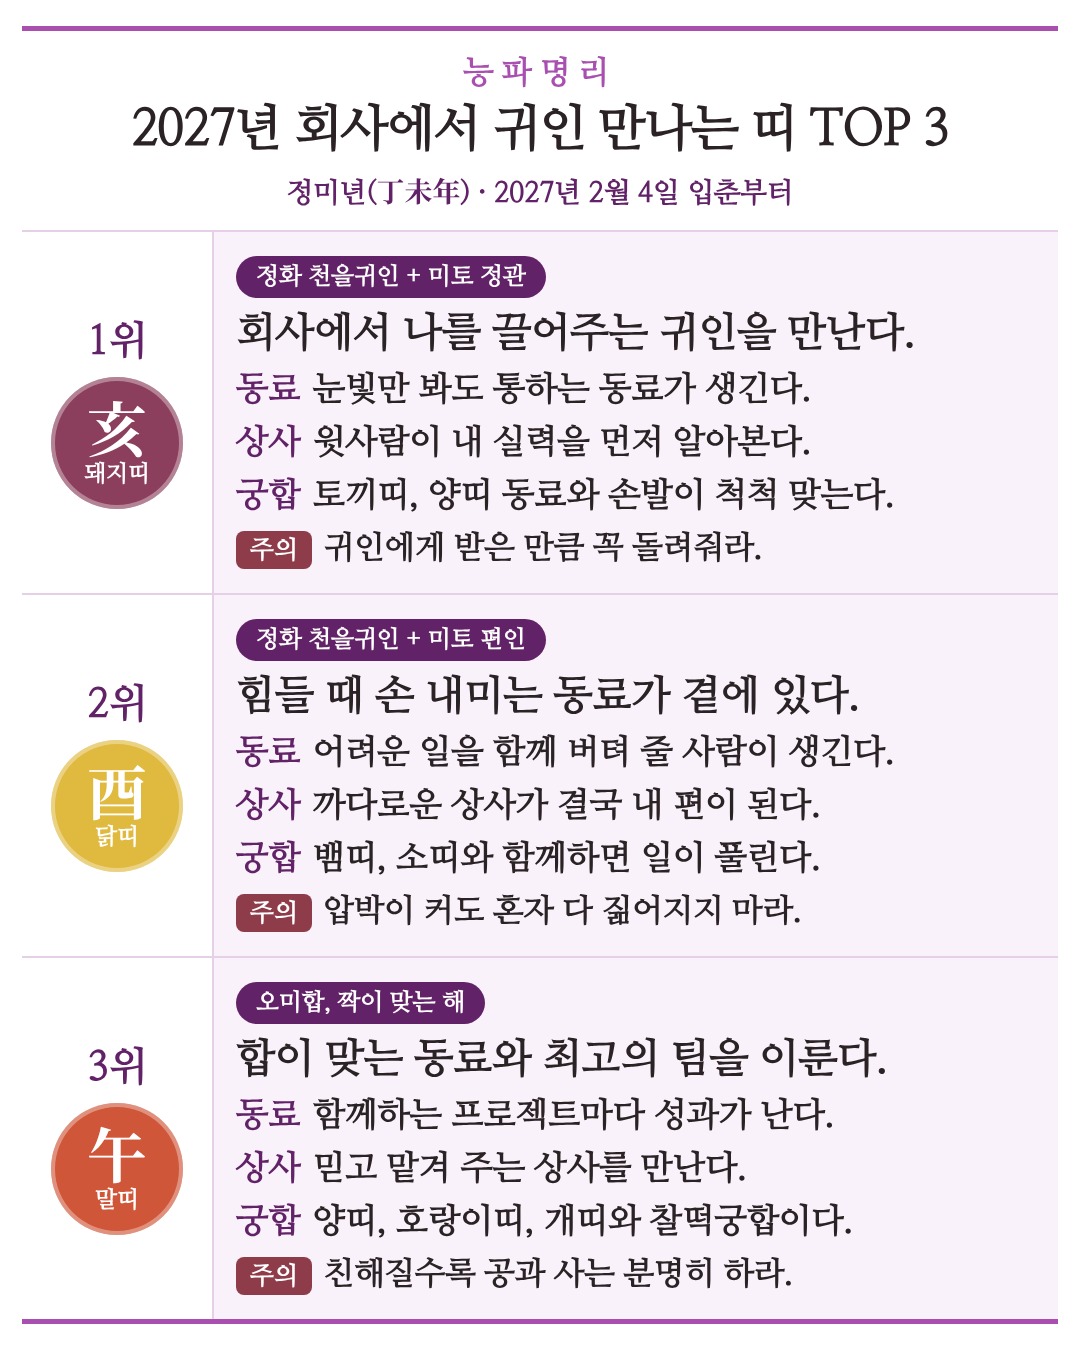 능파명리
2027년 회사에서 귀인 만나는 띠 TOP 3
정미년(丁未年) · 2027년 2월 4일 입춘부터
1위
亥
돼지띠
정화 천을귀인 + 미토 정관
회사에서 나를 끌어주는 귀인을 만난다.
동료 눈빛만 봐도 통하는 동료가 생긴다.
상사 윗사람이 내 실력을 먼저 알아본다.
궁합 토끼띠, 양띠 동료와 손발이 척척 맞는다.
주의 귀인에게 받은 만큼 꼭 돌려줘라.
2위
酉
닭띠
정화 천을귀인 + 미토 편인
힘들 때 손 내미는 동료가 곁에 있다.
동료 어려운 일을 함께 버텨 줄 사람이 생긴다.
상사 까다로운 상사가 결국 내 편이 된다.
궁합 뱀띠, 소띠와 함께하면 일이 풀린다.
주의 압박이 커도 혼자 다 짊어지지 마라.
3위
午
말띠
오미합, 짝이 맞는 해
합이 맞는 동료와 최고의 팀을 이룬다.
동료 함께하는 프로젝트마다 성과가 난다.
상사 믿고 맡겨 주는 상사를 만난다.
궁합 양띠, 호랑이띠, 개띠와 찰떡궁합이다.
주의 친해질수록 공과 사는 분명히 하라.